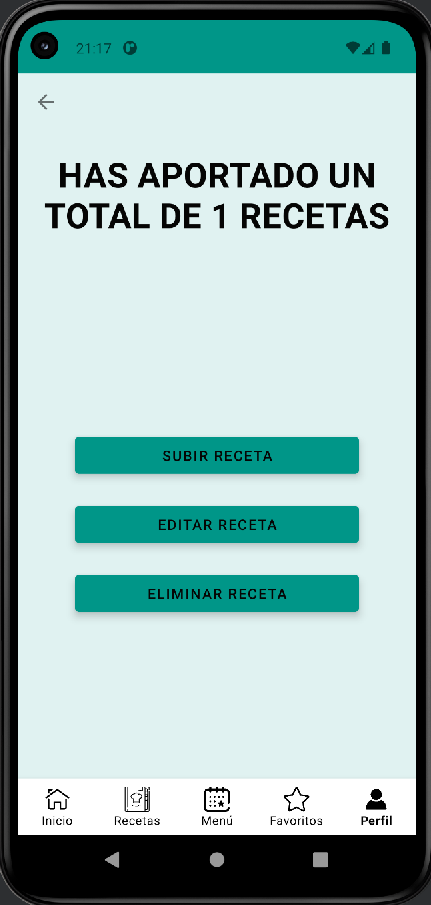 21:17
HAS APORTADO UN
TOTAL DE 1 RECETAS
SUBIR RECETA
EDITAR RECETA
ELIMINAR RECETA
Inicio Recetas Menú Favoritos Perfil